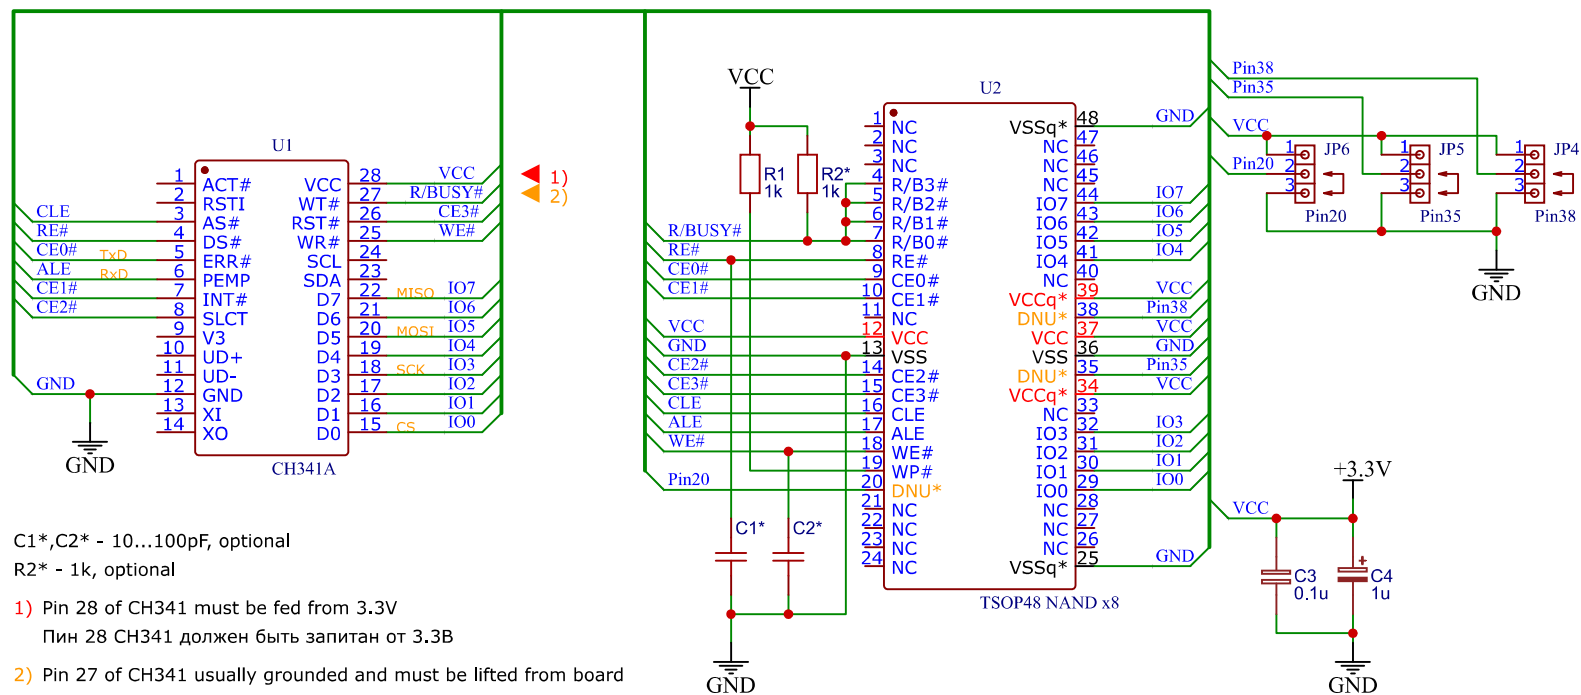 U1
1 ACT#
2 RSTI
CLE 3 AS#
RE# 4 DS#
CE0# TxD 5 ERR#
ALE RxD 6 PEMP
CE1# 7 INT#
CE2# 8 SLCT
9 V3
10 UD+
11 UD-
GND 12 GND
13 XI
14 XO
GND
VCC 28 VCC
WT# 27 R/BUSY#
RST# 26 CE3#
WR# 25 WE#
SCL 24
SDA 23
D7 22 MISO IO7
D6 21 IO6
D5 20 MOSI IO5
D4 19 IO4
D3 18 SCK IO3
D2 17 IO2
D1 16 IO1
D0 15 CS IO0
CH341A
1)
2)
VCC
R1
1k
R2*
1k
U2
1 NC
2 NC
3 NC
4 R/B3#
5 R/B2#
6 R/B1#
R/BUSY# 7 R/B0#
RE# 8 RE#
CE0# 9 CE0#
CE1# 10 CE1#
11 NC
VCC 12 VCC
GND 13 VSS
CE2# 14 CE2#
CE3# 15 CE3#
CLE 16 CLE
ALE 17 ALE
WE# 18 WE#
19 WP#
Pin20 20 DNU*
21 NC
22 NC
23 NC
24 NC
C1*
C2*
GND
VSSq* 48 GND
NC 47
NC 46
NC 45
IO7 44 IO7
IO6 43 IO6
IO5 42 IO5
IO4 41 IO4
NC 40
VCCq* 39 VCC
DNU* 38 Pin38
VCC 37 VCC
VSS 36 GND
DNU* 35 Pin35
VCCq* 34 VCC
NC 33
IO3 32 IO3
IO2 31 IO2
IO1 30 IO1
IO0 29 IO0
NC 28
NC 27
NC 26
VSSq* 25 GND
TSOP48 NAND x8
Pin38
Pin35
VCC
Pin20
1 JP6
2
3
Pin20
1 JP5
2
3
Pin35
1 JP4
2
3
Pin38
GND
+3.3V
VCC
C3
0.1u
+
C4
1u
GND
C1*,C2* - 10...100pF, optional
R2* - 1k, optional
1) Pin 28 of CH341 must be fed from 3.3V
Пин 28 CH341 должен быть запитан от 3.3В
2) Pin 27 of CH341 usually grounded and must be lifted from board